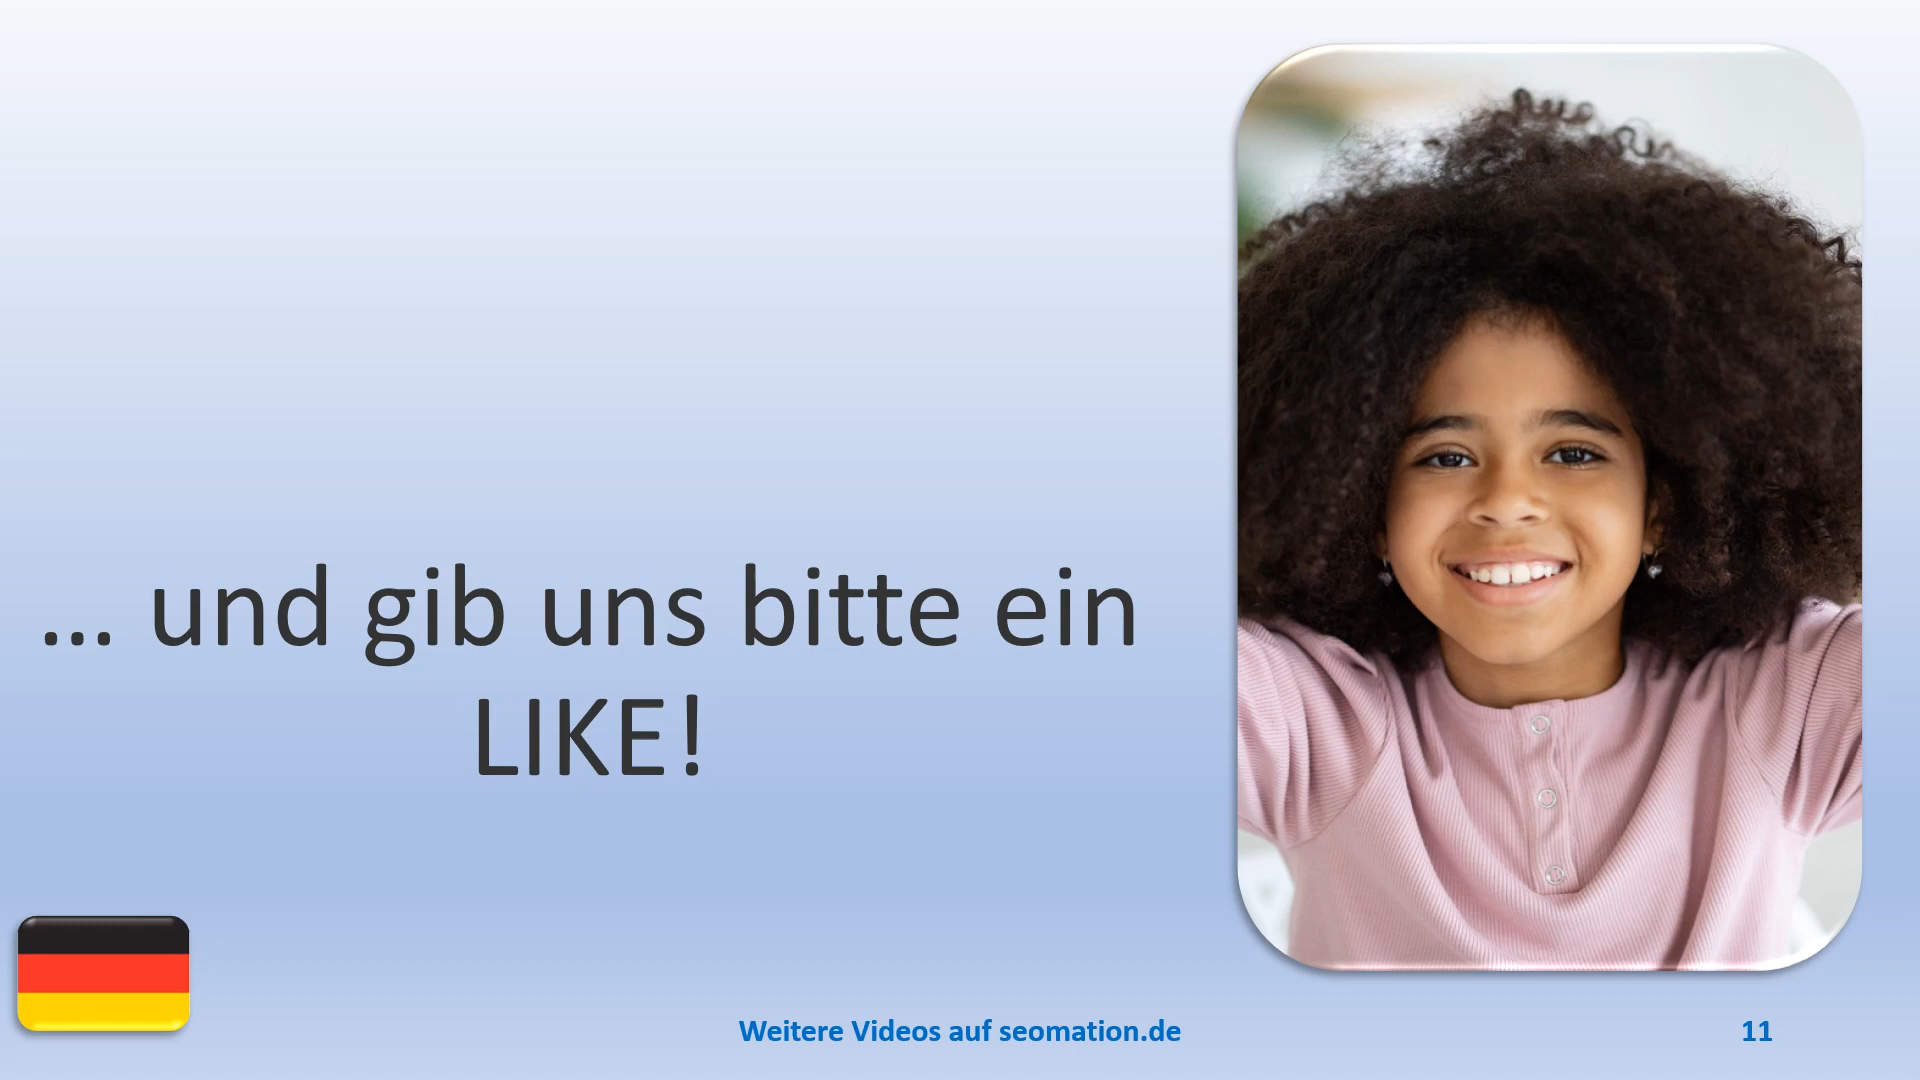 ... und gib uns bitte ein
LIKE!
Weitere Videos auf seomation.de
11